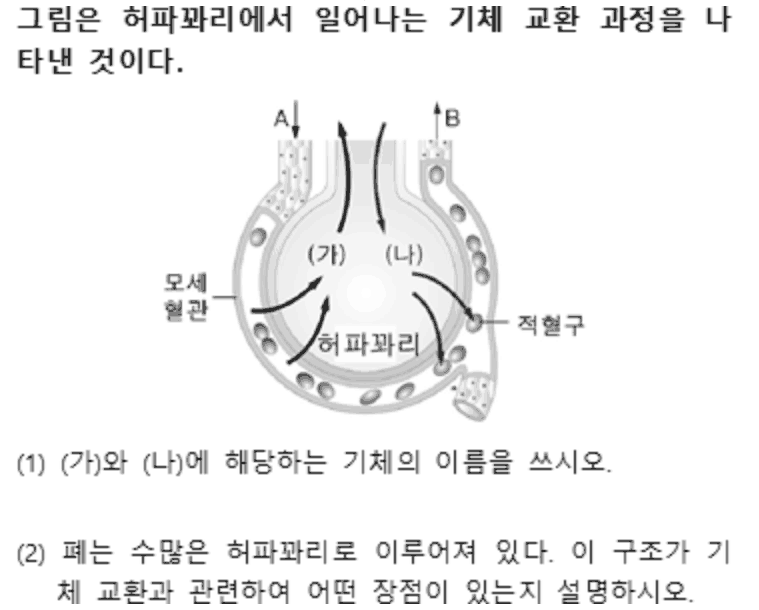 그림은 허파꽈리에서 일어나는 기체 교환 과정을 나
타낸 것이다.
A
B
(가) (나)
모세
혈관
적혈구
허파꽈리
(1) (가)와 (나)에 해당하는 기체의 이름을 쓰시오.
(2) 폐는 수많은 허파꽈리로 이루어져 있다. 이 구조가 기
체 교환과 관련하여 어떤 장점이 있는지 설명하시오.